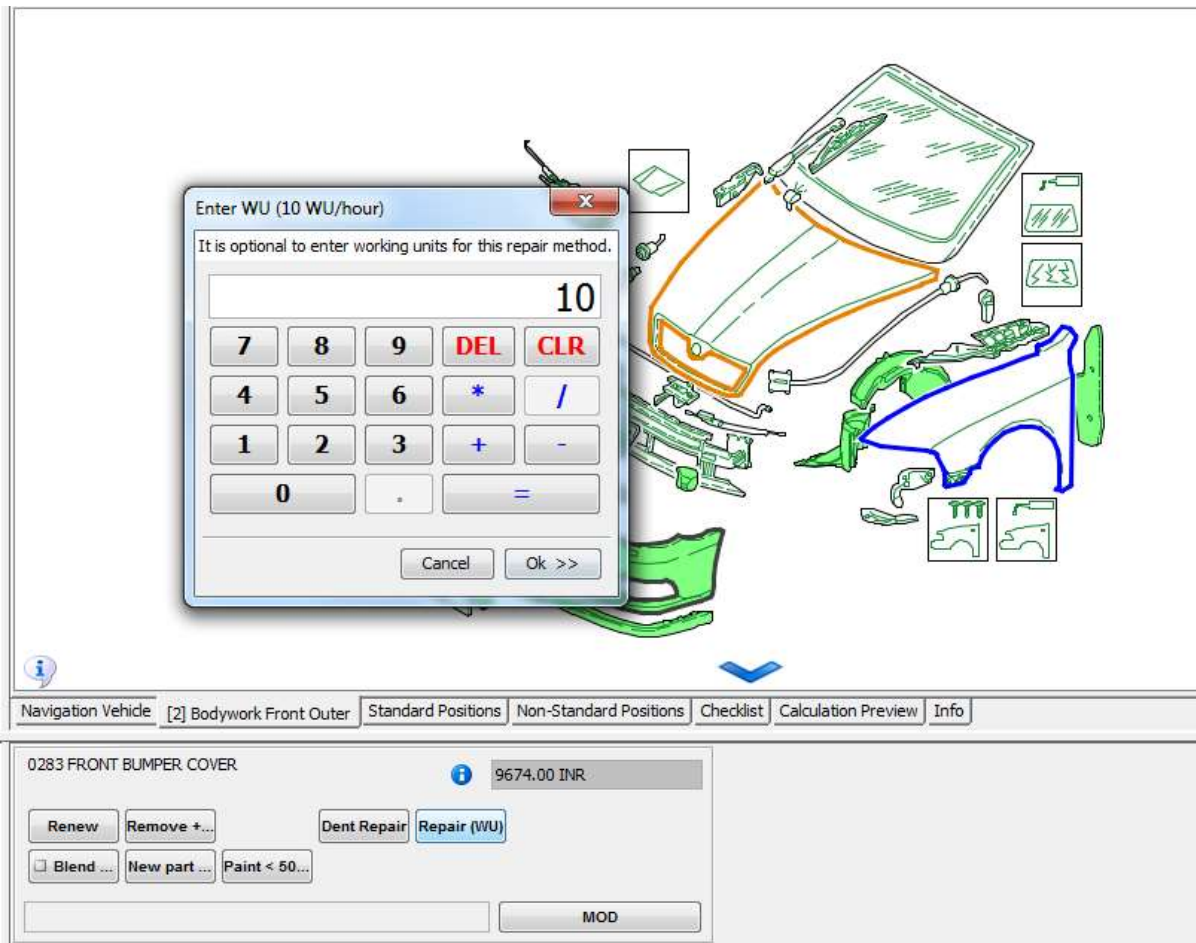 Enter WU (10 WU/hour)
It is optional to enter working units for this repair method.
10
7 8 9 DEL CLR
4 5 6 * /
1 2 3 + -
0 . =
Cancel Ok >>
Navigation Vehicle [2] Bodywork Front Outer Standard Positions Non-Standard Positions Checklist Calculation Preview Info
0283 FRONT BUMPER COVER 9674.00 INR
Renew Remove +... Dent Repair Repair (WU)
Blend ... New part ... Paint < 50...
MOD